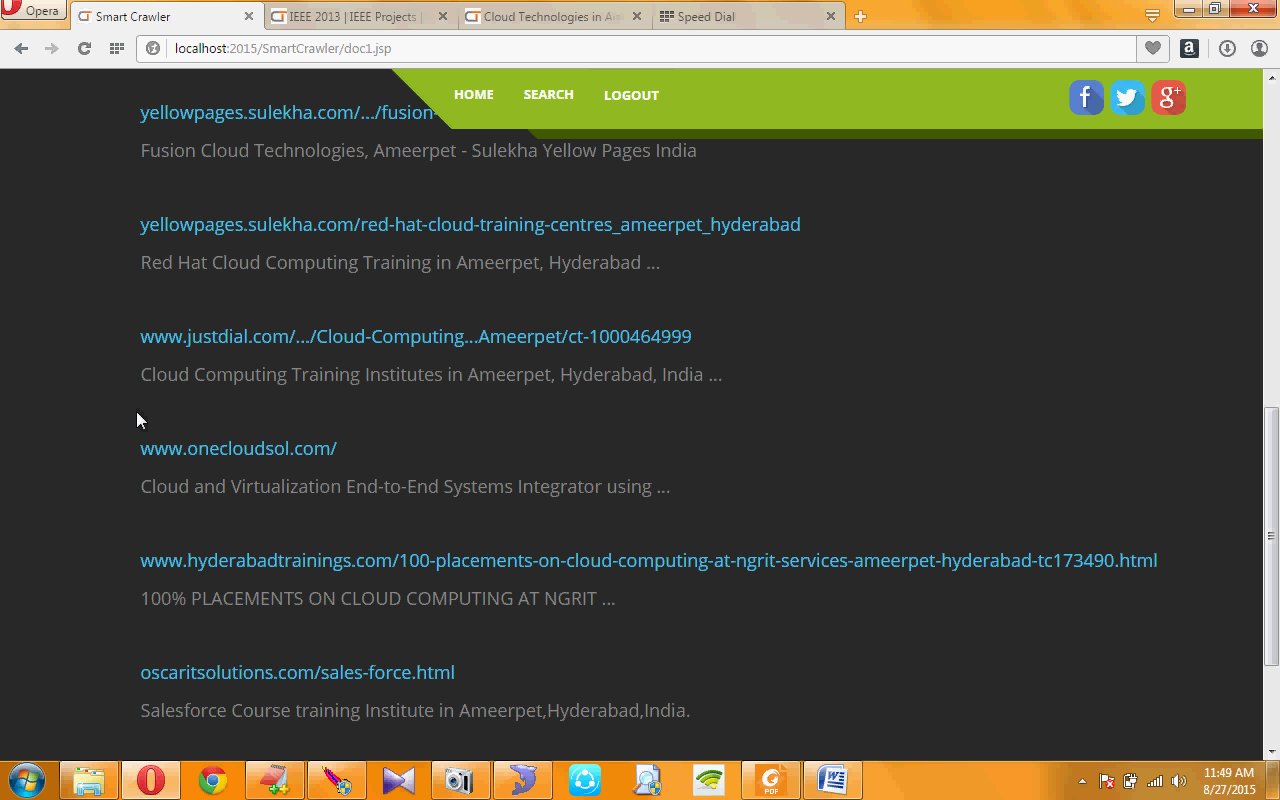 Opera
Smart Crawler
IEEE 2013 | IEEE Projects |
Cloud Technologies in
Speed Dial
localhost:2015/SmartCrawler/doc1.jsp
a
HOME SEARCH LOGOUT
f
g+
yellowpages.sulekha.com/.../fusion-
Fusion Cloud Technologies, Ameerpet - Sulekha Yellow Pages India
yellowpages.sulekha.com/red-hat-cloud-training-centres_ameerpet_hyderabad
Red Hat Cloud Computing Training in Ameerpet, Hyderabad ...
www.justdial.com/.../Cloud-Computing...Ameerpet/ct-1000464999
Cloud Computing Training Institutes in Ameerpet, Hyderabad, India ...
www.onecloudsol.com/
Cloud and Virtualization End-to-End Systems Integrator using ...
www.hyderabadtrainings.com/100-placements-on-cloud-computing-at-ngrit-services-ameerpet-hyderabad-tc173490.html
100% PLACEMENTS ON CLOUD COMPUTING AT NGRIT ...
oscaritsolutions.com/sales-force.html
Salesforce Course training Institute in Ameerpet,Hyderabad,India.
PDF
W
11:49 AM
8/27/2015